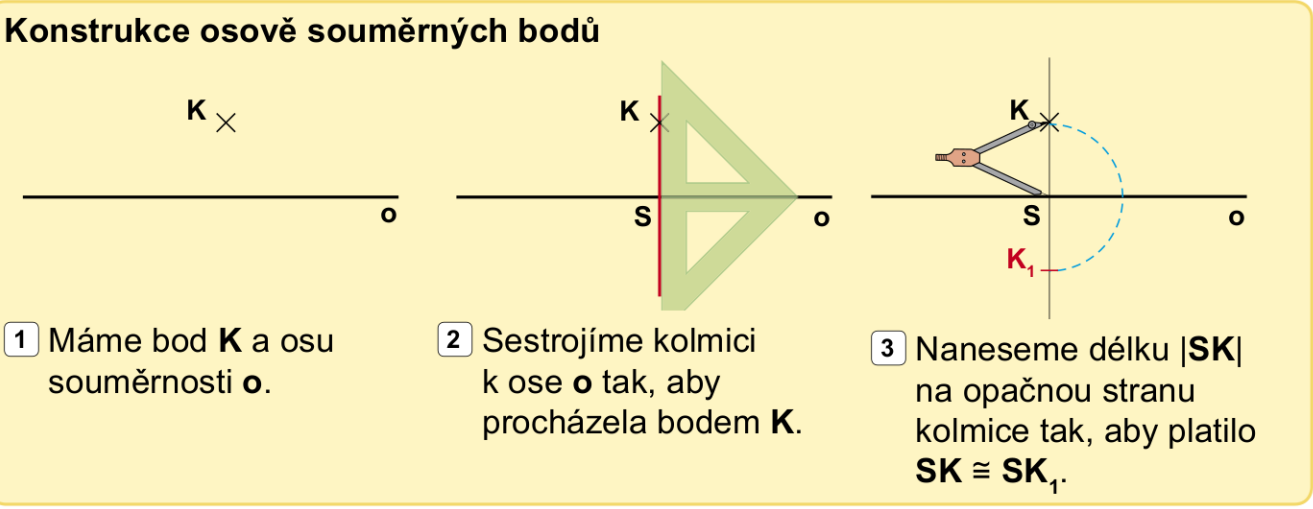 Konstrukce osově souměrných bodů
K
o
K
S
o
K
S
o
K₁
1 Máme bod K a osu
souměrnosti o.
2 Sestrojíme kolmici
k ose o tak, aby
procházela bodem K.
3 Naneseme délku |SK|
na opačnou stranu
kolmice tak, aby platilo
SK ≅ SK₁.